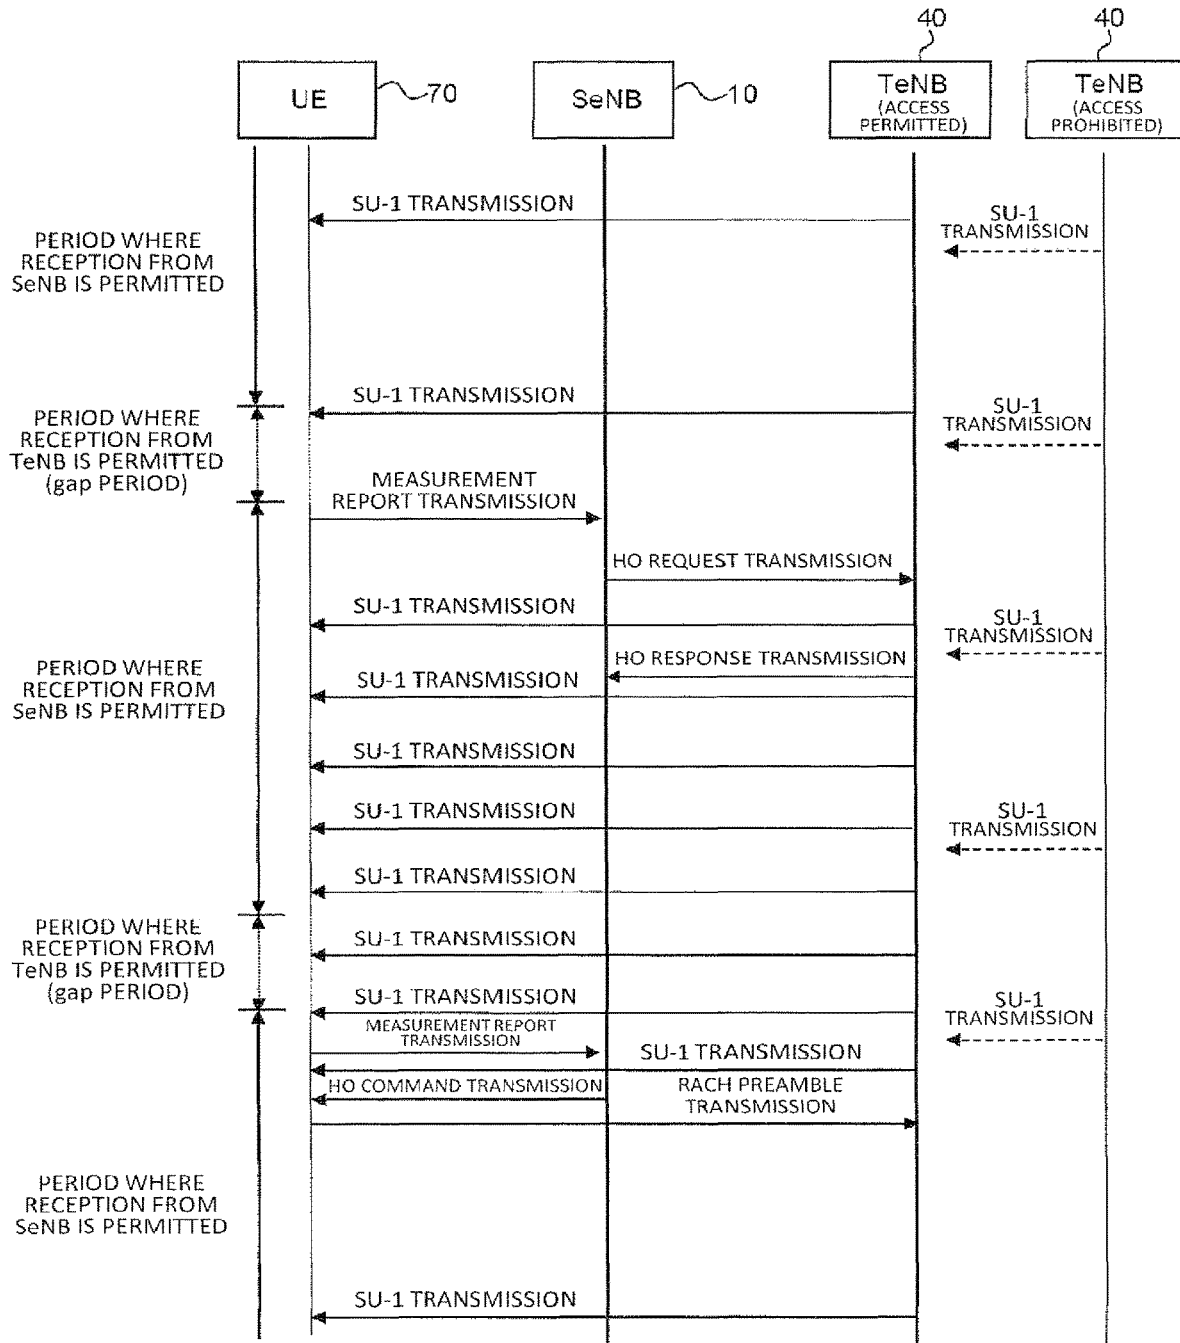 40
40
UE
70
SeNB
10
TeNB
(ACCESS
PERMITTED)
TeNB
(ACCESS
PROHIBITED)
SU-1 TRANSMISSION
SU-1
TRANSMISSION
PERIOD WHERE
RECEPTION FROM
SeNB IS PERMITTED
SU-1 TRANSMISSION
SU-1
TRANSMISSION
PERIOD WHERE
RECEPTION FROM
TeNB IS PERMITTED
(gap PERIOD)
MEASUREMENT
REPORT TRANSMISSION
HO REQUEST TRANSMISSION
SU-1 TRANSMISSION
SU-1
TRANSMISSION
HO RESPONSE TRANSMISSION
PERIOD WHERE
RECEPTION FROM
SeNB IS PERMITTED
SU-1 TRANSMISSION
SU-1 TRANSMISSION
SU-1 TRANSMISSION
SU-1
TRANSMISSION
SU-1 TRANSMISSION
PERIOD WHERE
RECEPTION FROM
TeNB IS PERMITTED
(gap PERIOD)
SU-1 TRANSMISSION
SU-1 TRANSMISSION
SU-1
TRANSMISSION
MEASUREMENT REPORT
TRANSMISSION
SU-1 TRANSMISSION
HO COMMAND TRANSMISSION
RACH PREAMBLE
TRANSMISSION
PERIOD WHERE
RECEPTION FROM
SeNB IS PERMITTED
SU-1 TRANSMISSION